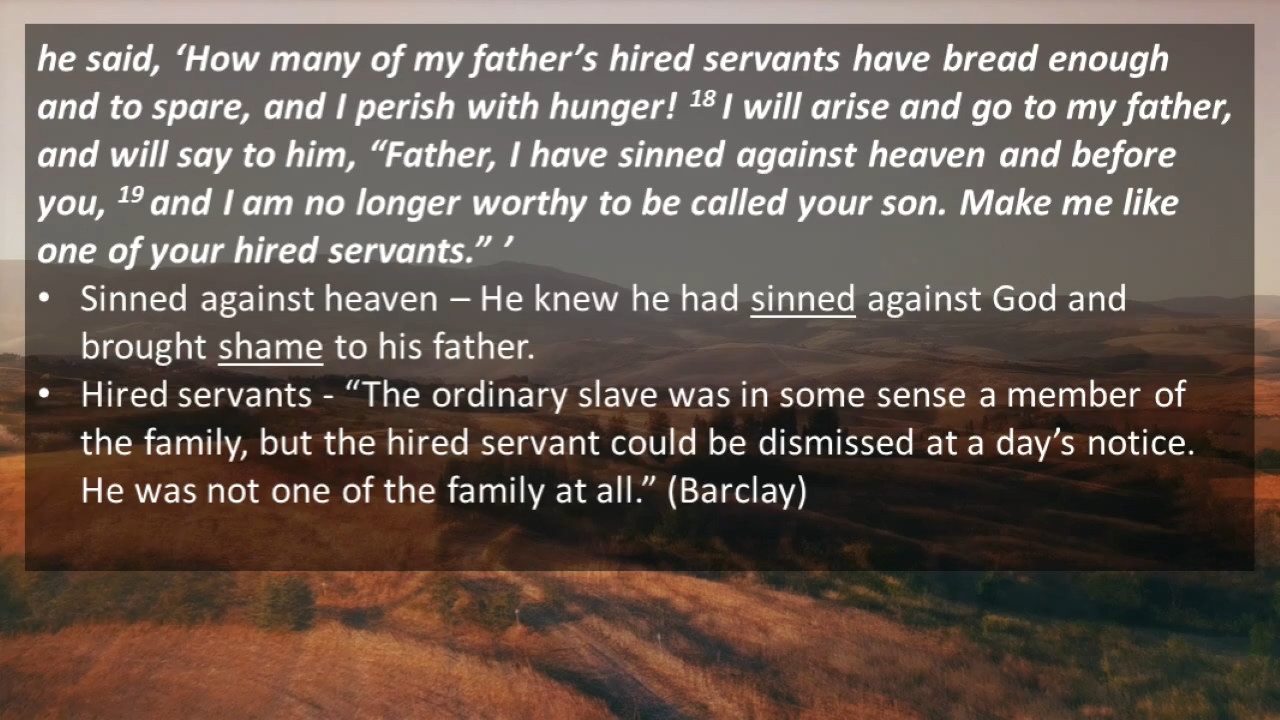 he said, ‘How many of my father’s hired servants have bread enough
and to spare, and I perish with hunger! 18 I will arise and go to my father,
and will say to him, “Father, I have sinned against heaven and before
you, 19 and I am no longer worthy to be called your son. Make me like
one of your hired servants.” ’
• Sinned against heaven – He knew he had sinned against God and
brought shame to his father.
• Hired servants - “The ordinary slave was in some sense a member of
the family, but the hired servant could be dismissed at a day’s notice.
He was not one of the family at all.” (Barclay)